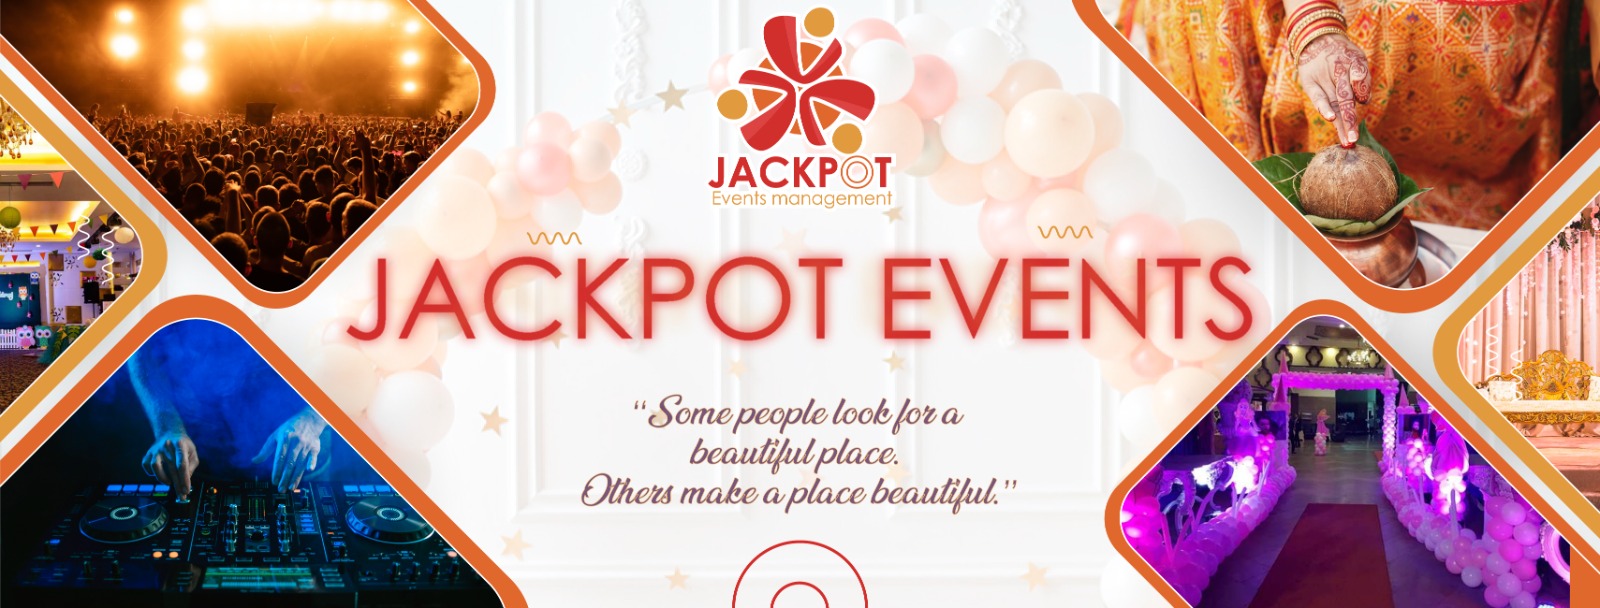 JACKPOT
Events management
JACKPOT EVENTS
“Some people look for a
beautiful place.
Others make a place beautiful.”